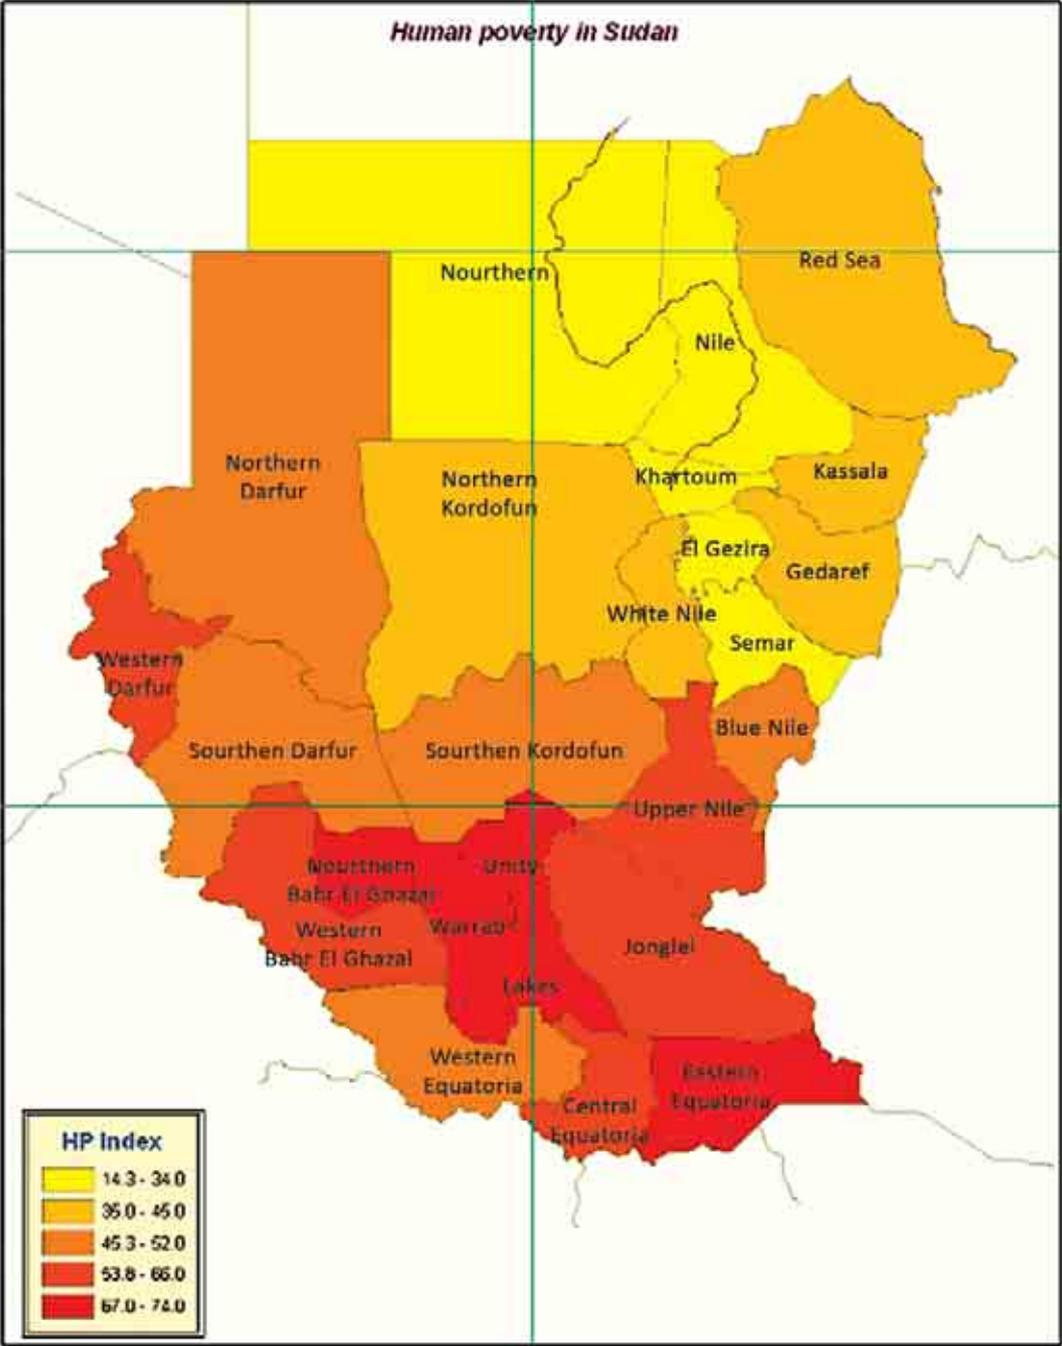 Human poverty in Sudan
Red Sea
Nourthern
Nile
Northern
Darfur
Northern
Kordofun
Khartoum
Kassala
El Gezira
Gedaref
White Nile
Semar
Western
Darfur
Blue Nile
Sourthen Darfur
Sourthen Kordofun
Upper Nile
Nourthern
Bahr El Ghazal
Unity
Warrab
Western
Bahr El Ghazal
Jonglei
Lakes
Western
Equatoria
Eastern
Equatoria
Central
Equatoria
HP Index
14.3 - 34.0
35.0 - 45.0
45.3 - 52.0
53.8 - 66.0
67.0 - 74.0